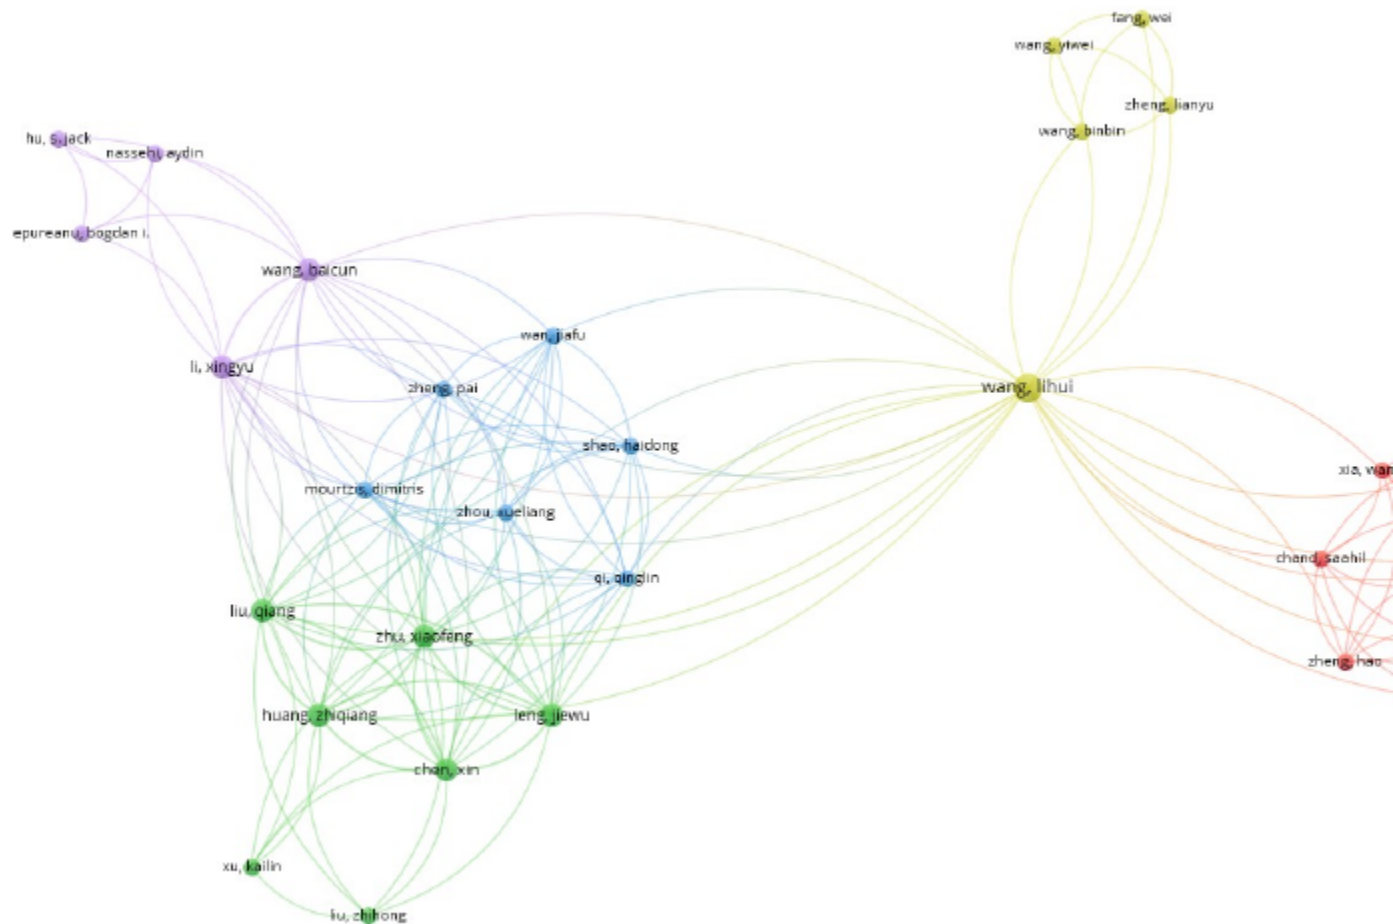 fang, wei
wang, yiwei
zheng, lianyu
wang, binbin
hu, s. jack
nassehi, aydin
epureanu, bogdan i.
wang, baicun
wan, jiafu
li, xingyu
zheng, pai
wang, lihui
shao, haidong
xia, wan
mourtzis, dimitris
zhou, xueliang
chand, saahil
qi, qinglin
liu, qiang
zhu, xiaofeng
zheng, hao
huang, zhiqiang
leng, jiewu
chen, xin
xu, kailin
liu, zhihong